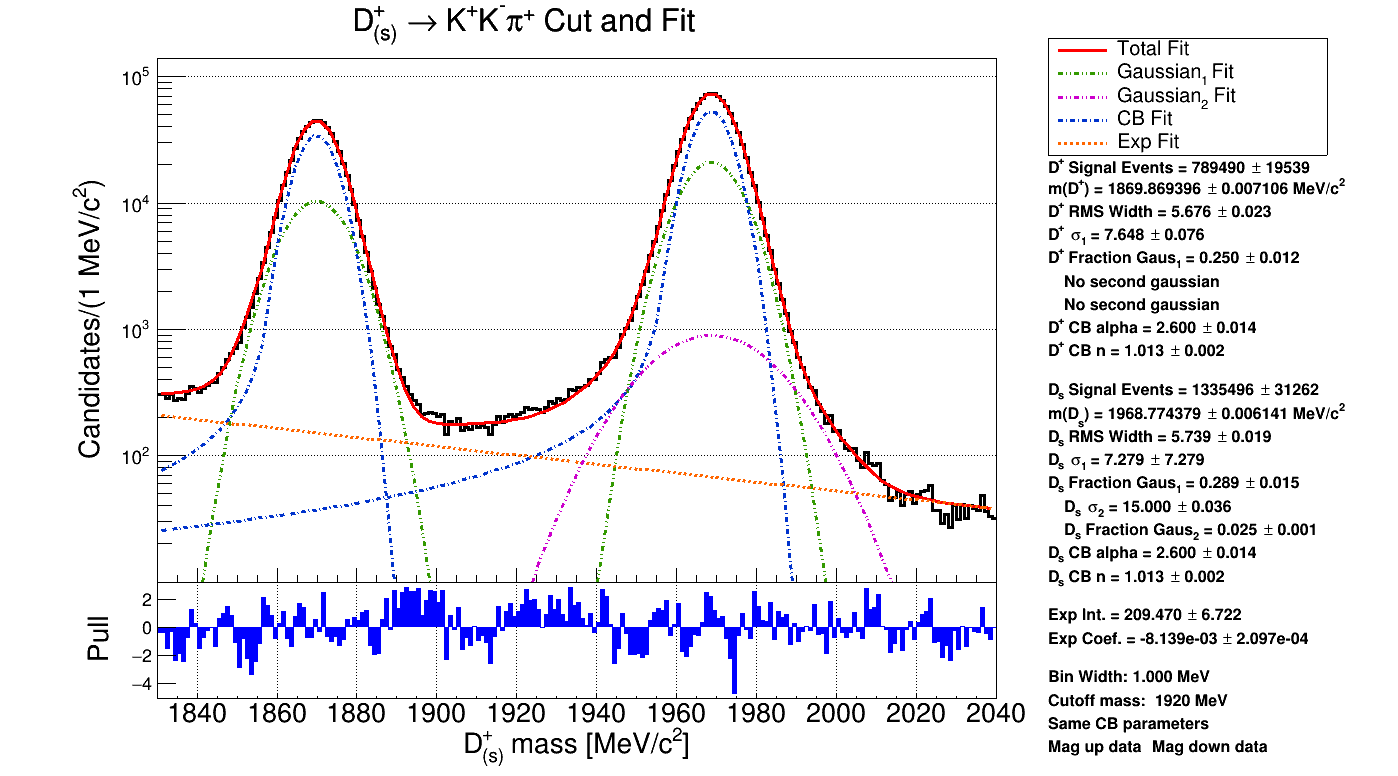 D⁺₍ₛ₎ → K⁺K⁻π⁺ Cut and Fit
Candidates/(1 MeV/c²)
10⁵
10⁴
10³
10²
Total Fit
Gaussian₁ Fit
Gaussian₂ Fit
CB Fit
Exp Fit
D⁺ Signal Events = 789490 ± 19539
m(D⁺) = 1869.869396 ± 0.007106 MeV/c²
D⁺ RMS Width = 5.676 ± 0.023
D⁺ σ₁ = 7.648 ± 0.076
D⁺ Fraction Gaus₁ = 0.250 ± 0.012
No second gaussian
No second gaussian
D⁺ CB alpha = 2.600 ± 0.014
D⁺ CB n = 1.013 ± 0.002
Dₛ Signal Events = 1335496 ± 31262
m(Dₛ) = 1968.774379 ± 0.006141 MeV/c²
Dₛ RMS Width = 5.739 ± 0.019
Dₛ σ₁ = 7.279 ± 7.279
Dₛ Fraction Gaus₁ = 0.289 ± 0.015
Dₛ σ₂ = 15.000 ± 0.036
Dₛ Fraction Gaus₂ = 0.025 ± 0.001
Dₛ CB alpha = 2.600 ± 0.014
Dₛ CB n = 1.013 ± 0.002
Exp Int. = 209.470 ± 6.722
Exp Coef. = -8.139e-03 ± 2.097e-04
Bin Width: 1.000 MeV
Cutoff mass: 1920 MeV
Same CB parameters
Mag up data Mag down data
Pull
2
0
−2
−4
1840 1860 1880 1900 1920 1940 1960 1980 2000 2020 2040
D⁺₍ₛ₎ mass [MeV/c²]